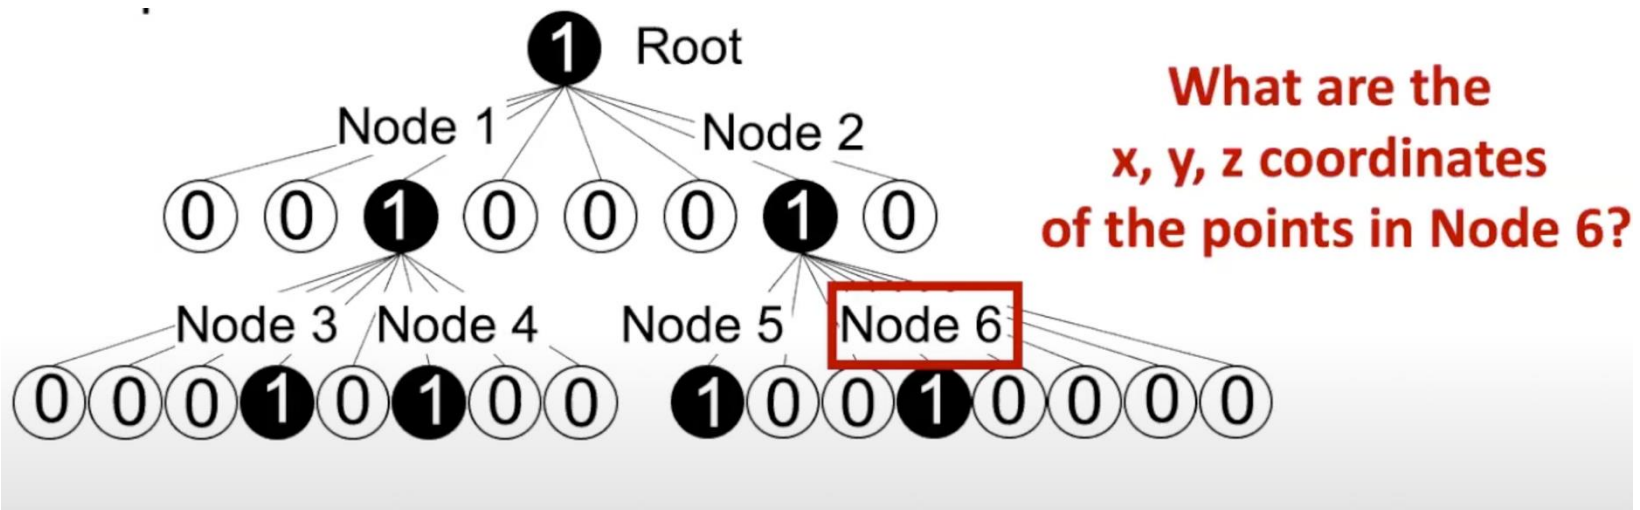 1 Root
Node 1 Node 2
0 0 1 0 0 0 1 0
Node 3 Node 4 Node 5 Node 6
0 0 0 1 0 1 0 0 1 0 0 1 0 0 0 0
What are the
x, y, z coordinates
of the points in Node 6?